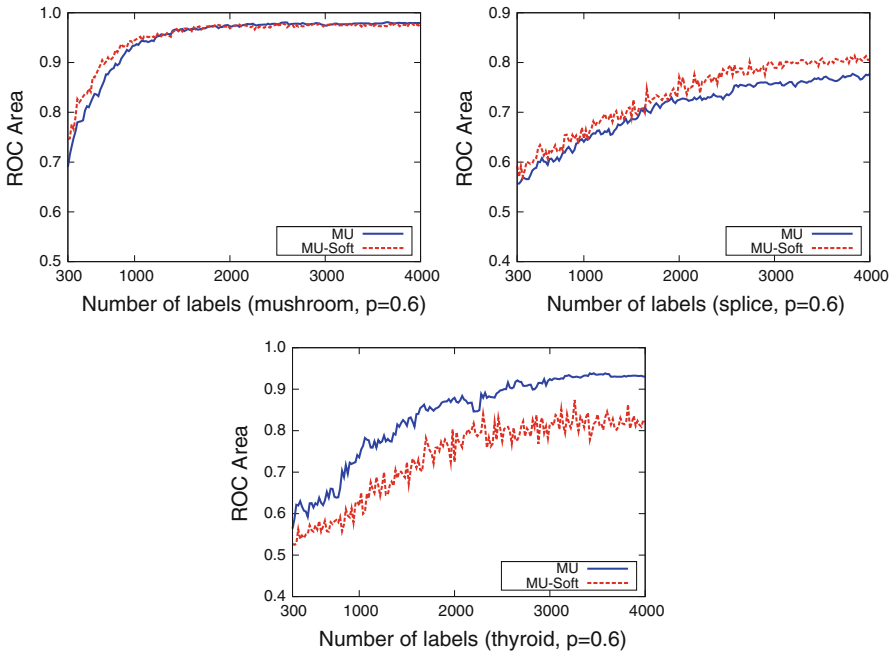 1.0
0.9
0.8
0.7
0.6
0.5
ROC Area
MU
MU-Soft
300 1000 2000 3000 4000
Number of labels (mushroom, p=0.6)
0.9
0.8
0.7
0.6
0.5
0.4
ROC Area
MU
MU-Soft
300 1000 2000 3000 4000
Number of labels (splice, p=0.6)
1.0
0.9
0.8
0.7
0.6
0.5
0.4
ROC Area
MU
MU-Soft
300 1000 2000 3000 4000
Number of labels (thyroid, p=0.6)